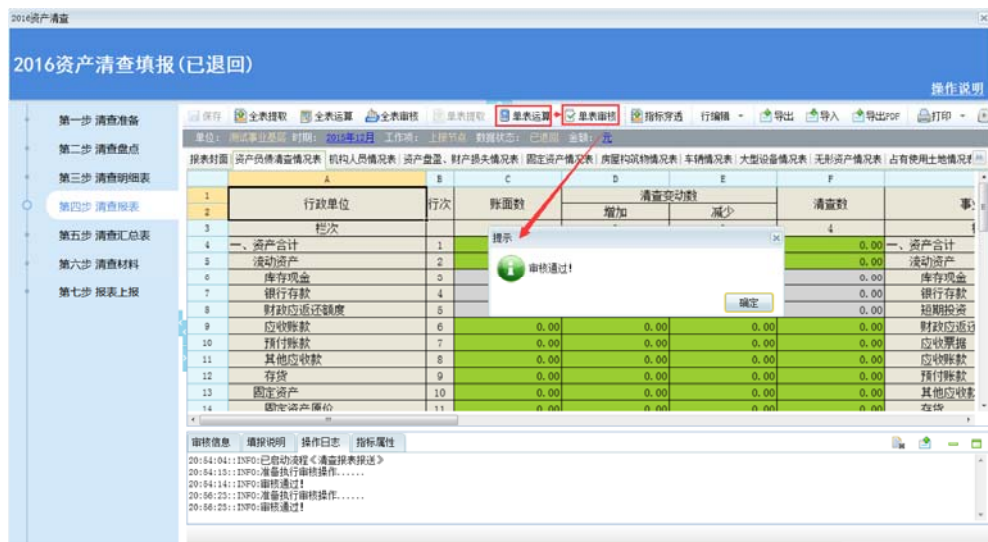 2016资产清查
2016资产清查填报(已退回)
操作说明
第一步 清查准备
第二步 清查盘点
第三步 清查明细表
第四步 清查报表
第五步 清查汇总表
第六步 清查材料
第七步 报表上报
保存 全表提取 全表运算 全表审核 单表提取 单表运算 单表审核 指标穿透 行编辑 导出 导入 导出PDF 打印
单位: 测试事业基层 时期: 2015年12月 工作项: 上报节点 数据状态: 已退回 金额: 元
报表封面 资产负债清查情况表 机构人员情况表 资产盘盈、财产损失情况表 固定资产情况表 房屋构筑物情况表 车辆情况表 大型设备情况表 无形资产情况表 占有使用土地情况表
A B C D E F
1 行政单位 行次 账面数 清查变动数 清查数
2 增加 减少
3 栏次 4
4 一、资产合计 1 0.00 一、资产合计
5 流动资产 2 0.00 流动资产
6 库存现金 3 0.00 库存现金
7 银行存款 4 0.00 银行存款
8 财政应返还额度 5 0.00 短期投资
9 应收账款 6 0.00 0.00 0.00 0.00 财政应返还
10 预付账款 7 0.00 0.00 0.00 0.00 应收票据
11 其他应收款 8 0.00 0.00 0.00 0.00 应收账款
12 存货 9 0.00 0.00 0.00 0.00 预付账款
13 固定资产 10 0.00 0.00 0.00 0.00 其他应收款
14 固定资产原价 11 0.00 0.00 0.00 0.00 存货
提示
审核通过!
确定
审核信息 填报说明 操作日志 指标属性
20:54:04::INFO:已启动流程《清查报表报送》
20:54:13::INFO:准备执行审核操作......
20:54:14::INFO:审核通过!
20:56:23::INFO:准备执行审核操作......
20:56:23::INFO:审核通过!